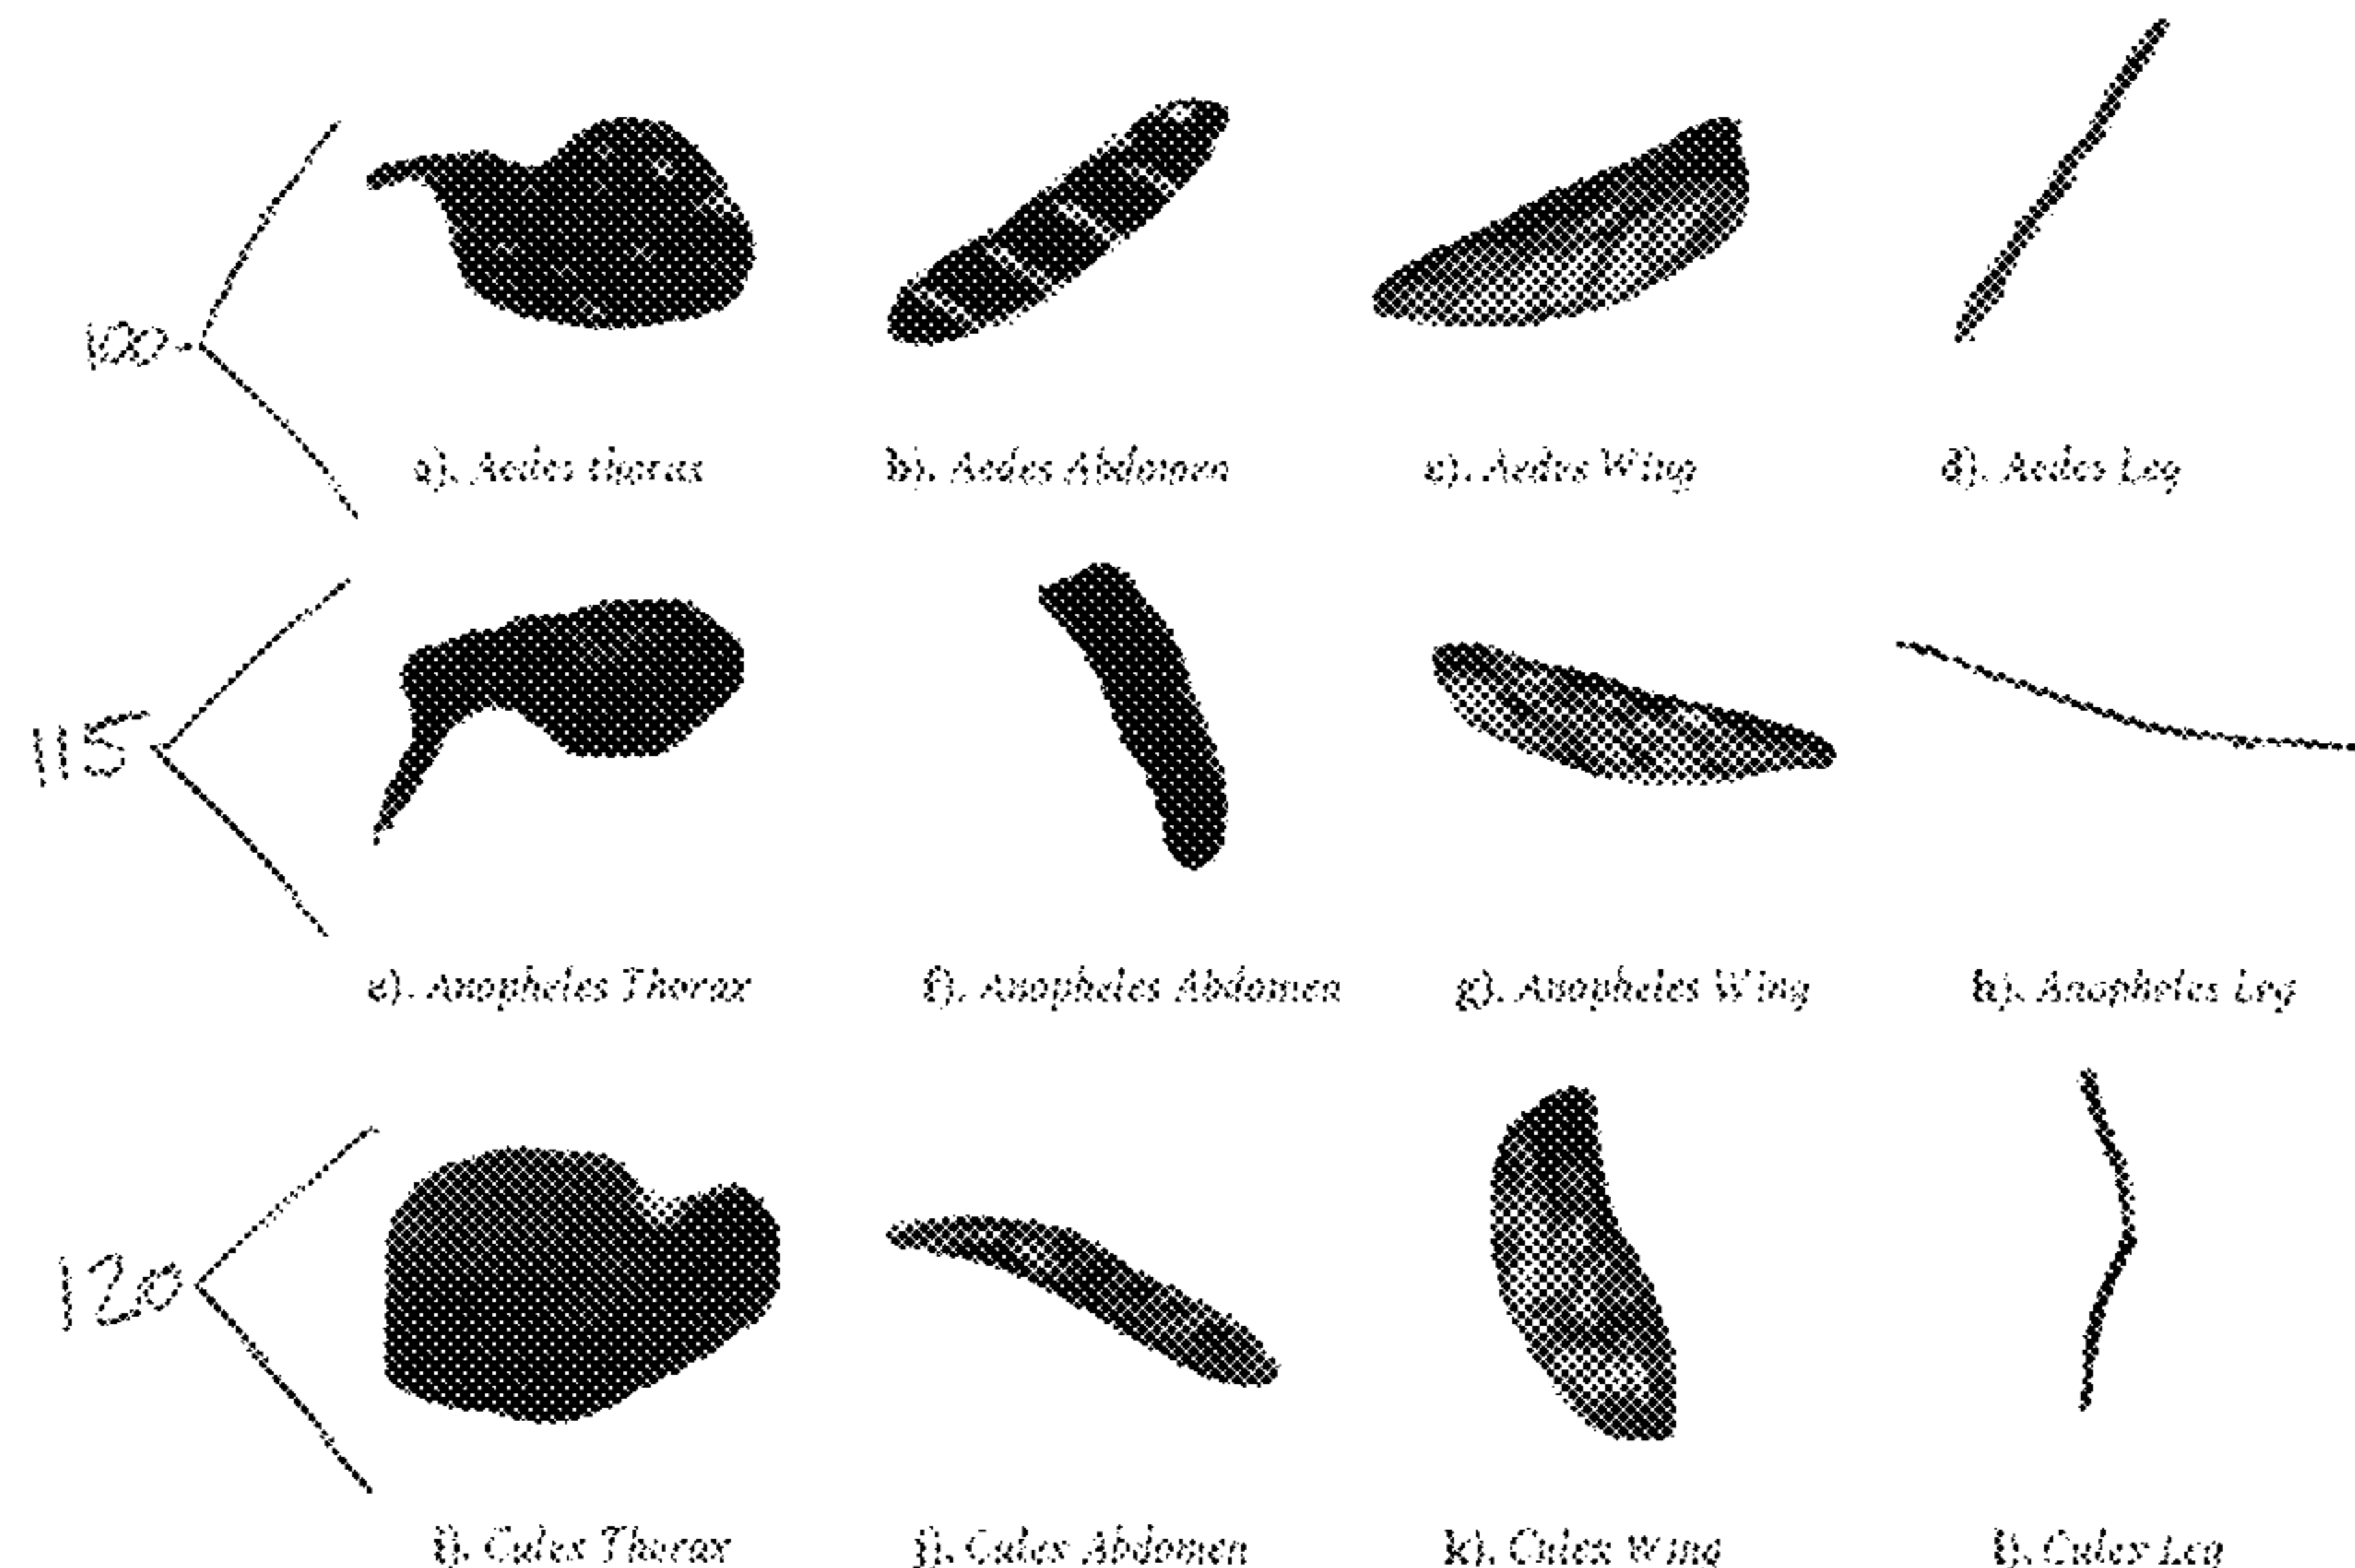 100
a). Aedes thorax b). Aedes Abdomen c). Aedes Wing d). Aedes Leg
115
e). Anopheles Thorax f). Anopheles Abdomen g). Anopheles Wing h). Anopheles Leg
120
i). Culex Thorax j). Culex Abdomen k). Culex Wing l). Culex Leg